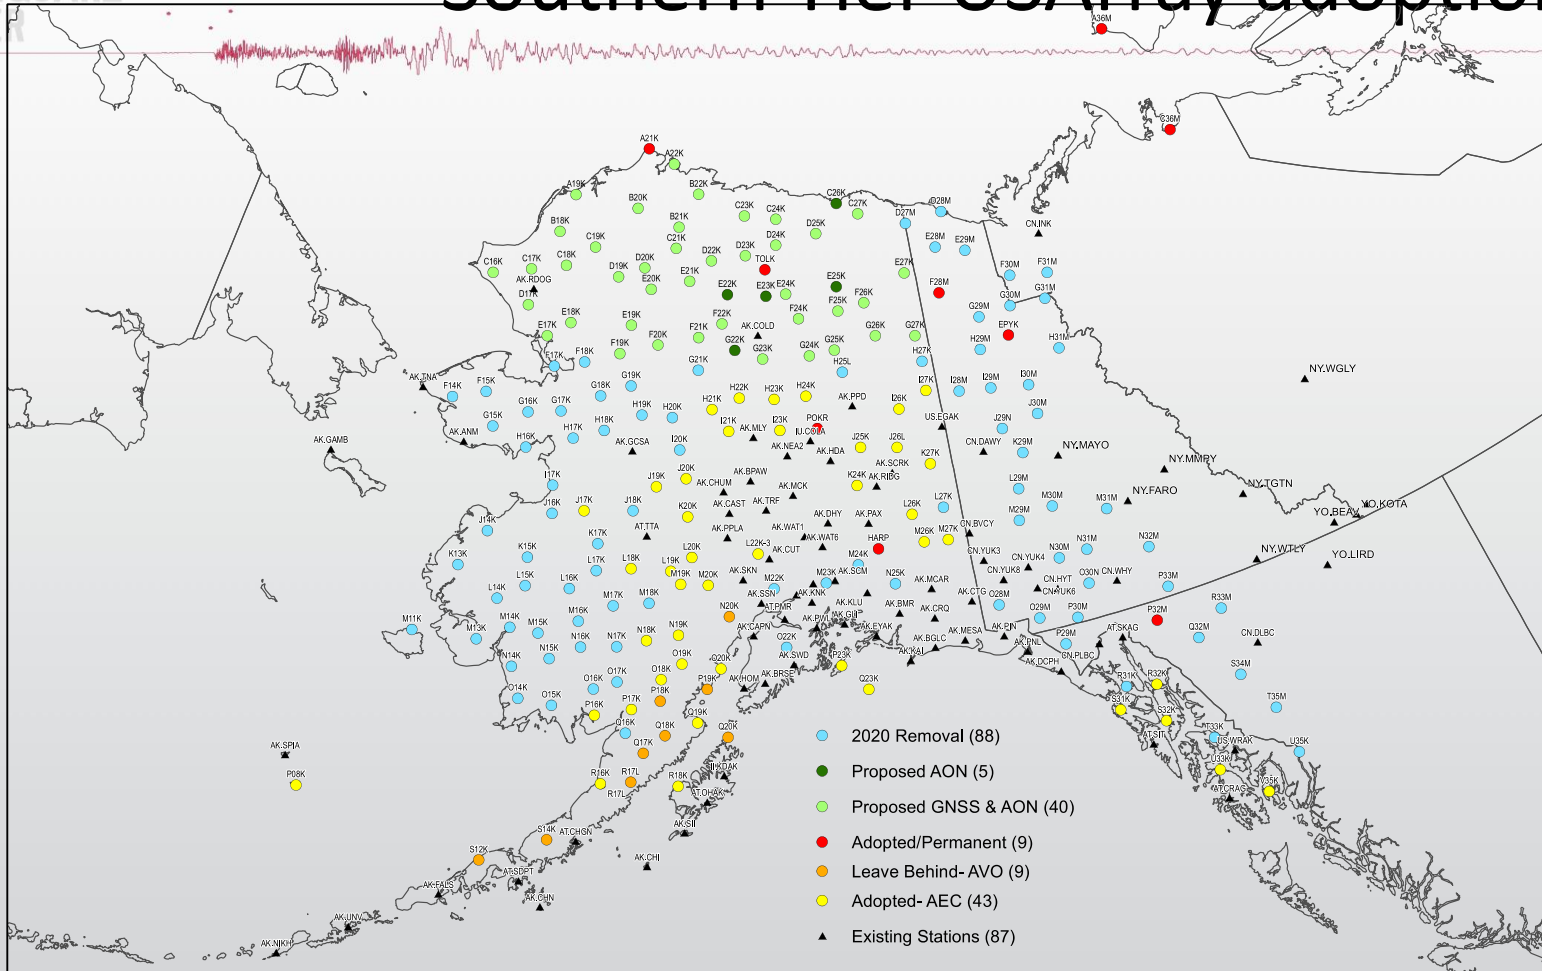 Southern Tier USArray adoption
A36M
C36M
A21K
A22K
A19K
B22K
B20K
C26K
C27K
D28M
D27M
C23K
C24K
B21K
B18K
D25K
CN.INK
C19K
C21K
D24K
E28M
E29M
D23K
D22K
TOLK
C16K
C17K
C18K
D20K
D19K
AK.RDOG
E27K
F30M
F31M
E21K
E20K
E22K
E23K
E24K
E25K
F28M
D17K
F26K
F25K
G30M
G31M
E18K
E19K
F22K
F24K
G29M
E17K
F21K
AK.COLD
G26K
G27K
EPYK
F20K
F19K
G22K
G23K
G24K
G25K
H29M
H31M
F17K
F18K
G21K
H25L
H27K
NY.WGLY
AK.TNA
F14K
F15K
G18K
G19K
H22K
H23K
H24K
AK.PPD
I27K
I28M
I29M
I30M
G16K
G17K
H19K
H20K
H21K
I26K
J30M
G15K
H18K
I21K
I23K
POKR
US.EGAK
J29N
AK.GAMB
AK.ANM
H16K
H17K
AK.GCSA
I20K
AK.MLY
IU.COLA
AK.NEA2
AK.HDA
J25K
J26L
CN.DAWY
K29M
NY.MAYO
AK.SCRK
K27K
NY.MMPY
I17K
J19K
J20K
AK.CHUM
AK.BPAW
AK.MCK
K24K
AK.RIDG
L29M
NY.FARO
NY.TGTN
J16K
J17K
J18K
K20K
AK.CAST
AK.TRF
L26K
L27K
M30M
M31M
YO.BEAV
YO.KOTA
J14K
AT.TTA
AK.PPLA
AK.WAT1
AK.DHY
AK.PAX
M29M
CN.BVCY
K13K
K15K
K17K
L20K
L22K-3
AK.CUT
AK.WAT6
HARP
M26K
M27K
N31M
N32M
L17K
L18K
L19K
M24K
CN.YUK3
CN.YUK4
N30M
NY.WTLY
YO.LIRD
L14K
L15K
L16K
M19K
M20K
AK.SKN
M22K
M23K
AK.SCM
N25K
AK.MCAR
CN.YUK8
CN.HYT
CN.YUK6
O30N
CN.WHY
P33M
M17K
M18K
AK.SSN
AK.KNK
AK.KLU
AK.BMR
AK.CTG
O28M
R33M
M11K
M13K
M14K
M15K
M16K
N20K
AT.PMR
AK.PWL
AK.GLI
AK.CRQ
O29M
P30M
P32M
N18K
N19K
AK.CAPN
AK.EYAK
AK.BGLC
AK.MESA
AK.PIN
AT.SKAG
Q32M
CN.DLBC
N14K
N15K
N16K
N17K
O22K
AK.SWD
P23K
AK.KAI
AK.PNL
P29M
CN.PLBC
O14K
O15K
O16K
O17K
O18K
O19K
O20K
AK.HOM
AK.BRSE
Q23K
AK.DCPH
R31K
R32K
S34M
P16K
P17K
P18K
P19K
S31K
S32K
T35M
Q16K
Q18K
Q19K
Q20K
AT.SIT
T33K
US.WRAK
U35K
AK.SPIA
P08K
Q17K
R16K
R17L
R17L
R18K
II.KDAK
AT.OHAK
U33K
AT.CRAG
V35K
S12K
S14K
AT.CHGN
AK.SII
AK.CHI
AK.FALS
AT.SDPT
AK.CHN
AK.UNV
AK.NIKH
2020 Removal (88)
Proposed AON (5)
Proposed GNSS & AON (40)
Adopted/Permanent (9)
Leave Behind- AVO (9)
Adopted- AEC (43)
Existing Stations (87)